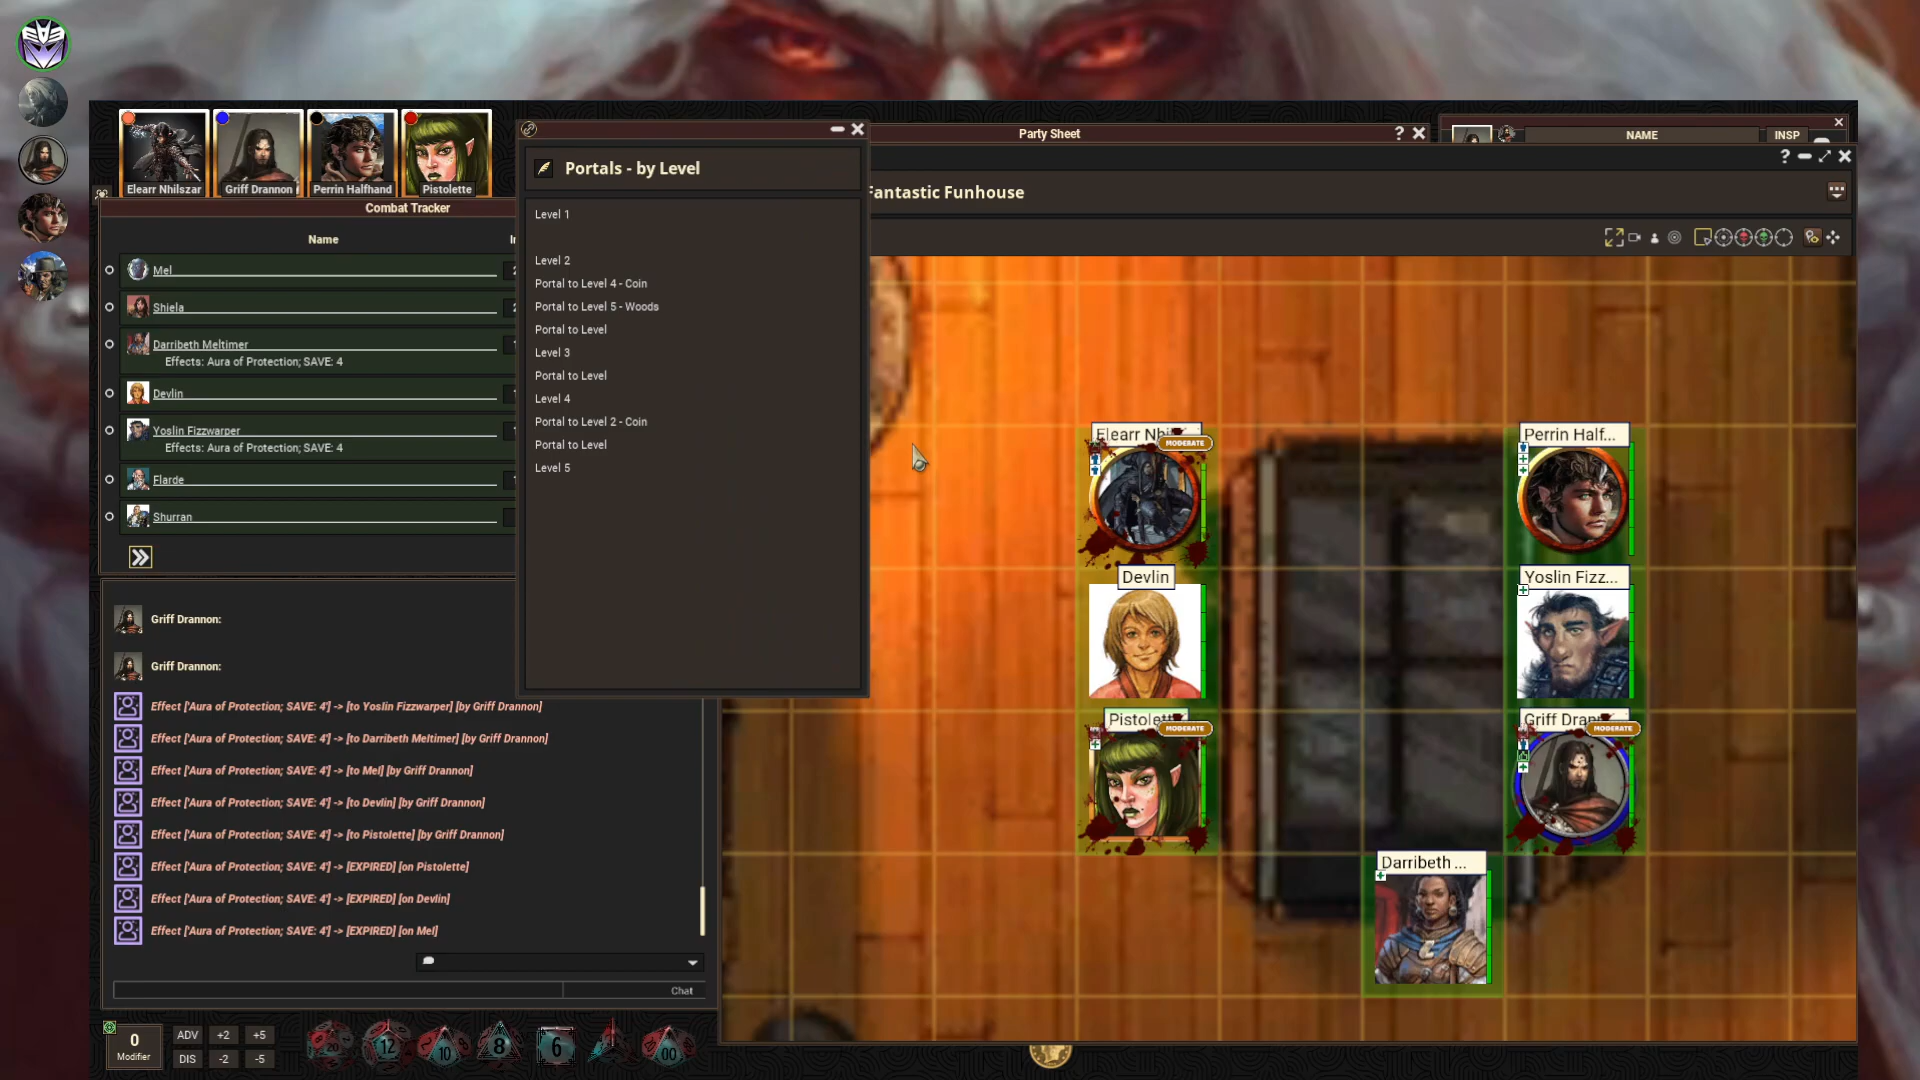 Elearr Nhilszar
Griff Drannon
Perrin Halfhand
Pistolette
Combat Tracker
Name
Mel
Shiela
Darribeth Meltimer
Effects: Aura of Protection; SAVE: 4
Devlin
Yoslin Fizzwarper
Effects: Aura of Protection; SAVE: 4
Flarde
Shurran
Portals - by Level
Level 1
Level 2
Portal to Level 4 - Coin
Portal to Level 5 - Woods
Portal to Level
Level 3
Portal to Level
Level 4
Portal to Level 2 - Coin
Portal to Level
Level 5
Party Sheet
?
NAME
INSP
?
Fantastic Funhouse
MODERATE
Perrin Half...
Devlin
Yoslin Fizz...
MODERATE
MODERATE
Darribeth ...
Griff Drannon:
Griff Drannon:
Effect ['Aura of Protection; SAVE: 4'] -> [to Yoslin Fizzwarper] [by Griff Drannon]
Effect ['Aura of Protection; SAVE: 4'] -> [to Darribeth Meltimer] [by Griff Drannon]
Effect ['Aura of Protection; SAVE: 4'] -> [to Mel] [by Griff Drannon]
Effect ['Aura of Protection; SAVE: 4'] -> [to Devlin] [by Griff Drannon]
Effect ['Aura of Protection; SAVE: 4'] -> [to Pistolette] [by Griff Drannon]
Effect ['Aura of Protection; SAVE: 4'] -> [EXPIRED] [on Pistolette]
Effect ['Aura of Protection; SAVE: 4'] -> [EXPIRED] [on Devlin]
Effect ['Aura of Protection; SAVE: 4'] -> [EXPIRED] [on Mel]
Chat
0
Modifier
ADV +2 +5
DIS -2 -5
20 12 10 8 6 00